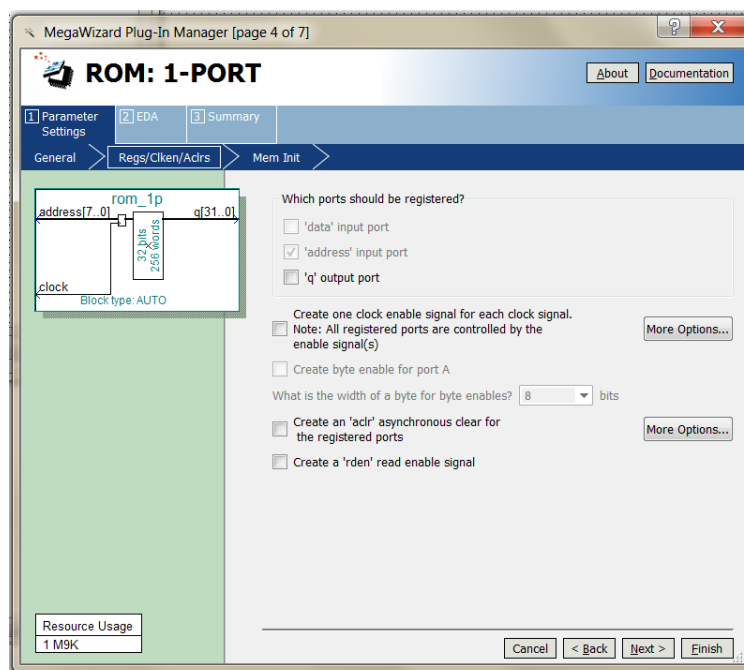 MegaWizard Plug-In Manager [page 4 of 7]
ROM: 1-PORT
About
Documentation
1 Parameter Settings
2 EDA
3 Summary
General
Regs/Clken/Aclrs
Mem Init
rom_1p
address[7..0]
q[31..0]
32 bits
256 words
clock
Block type: AUTO
Which ports should be registered?
'data' input port
'address' input port
'q' output port
Create one clock enable signal for each clock signal.
Note: All registered ports are controlled by the
enable signal(s)
More Options...
Create byte enable for port A
What is the width of a byte for byte enables? 8 bits
Create an 'aclr' asynchronous clear for
the registered ports
More Options...
Create a 'rden' read enable signal
Resource Usage
1 M9K
Cancel
< Back
Next >
Finish